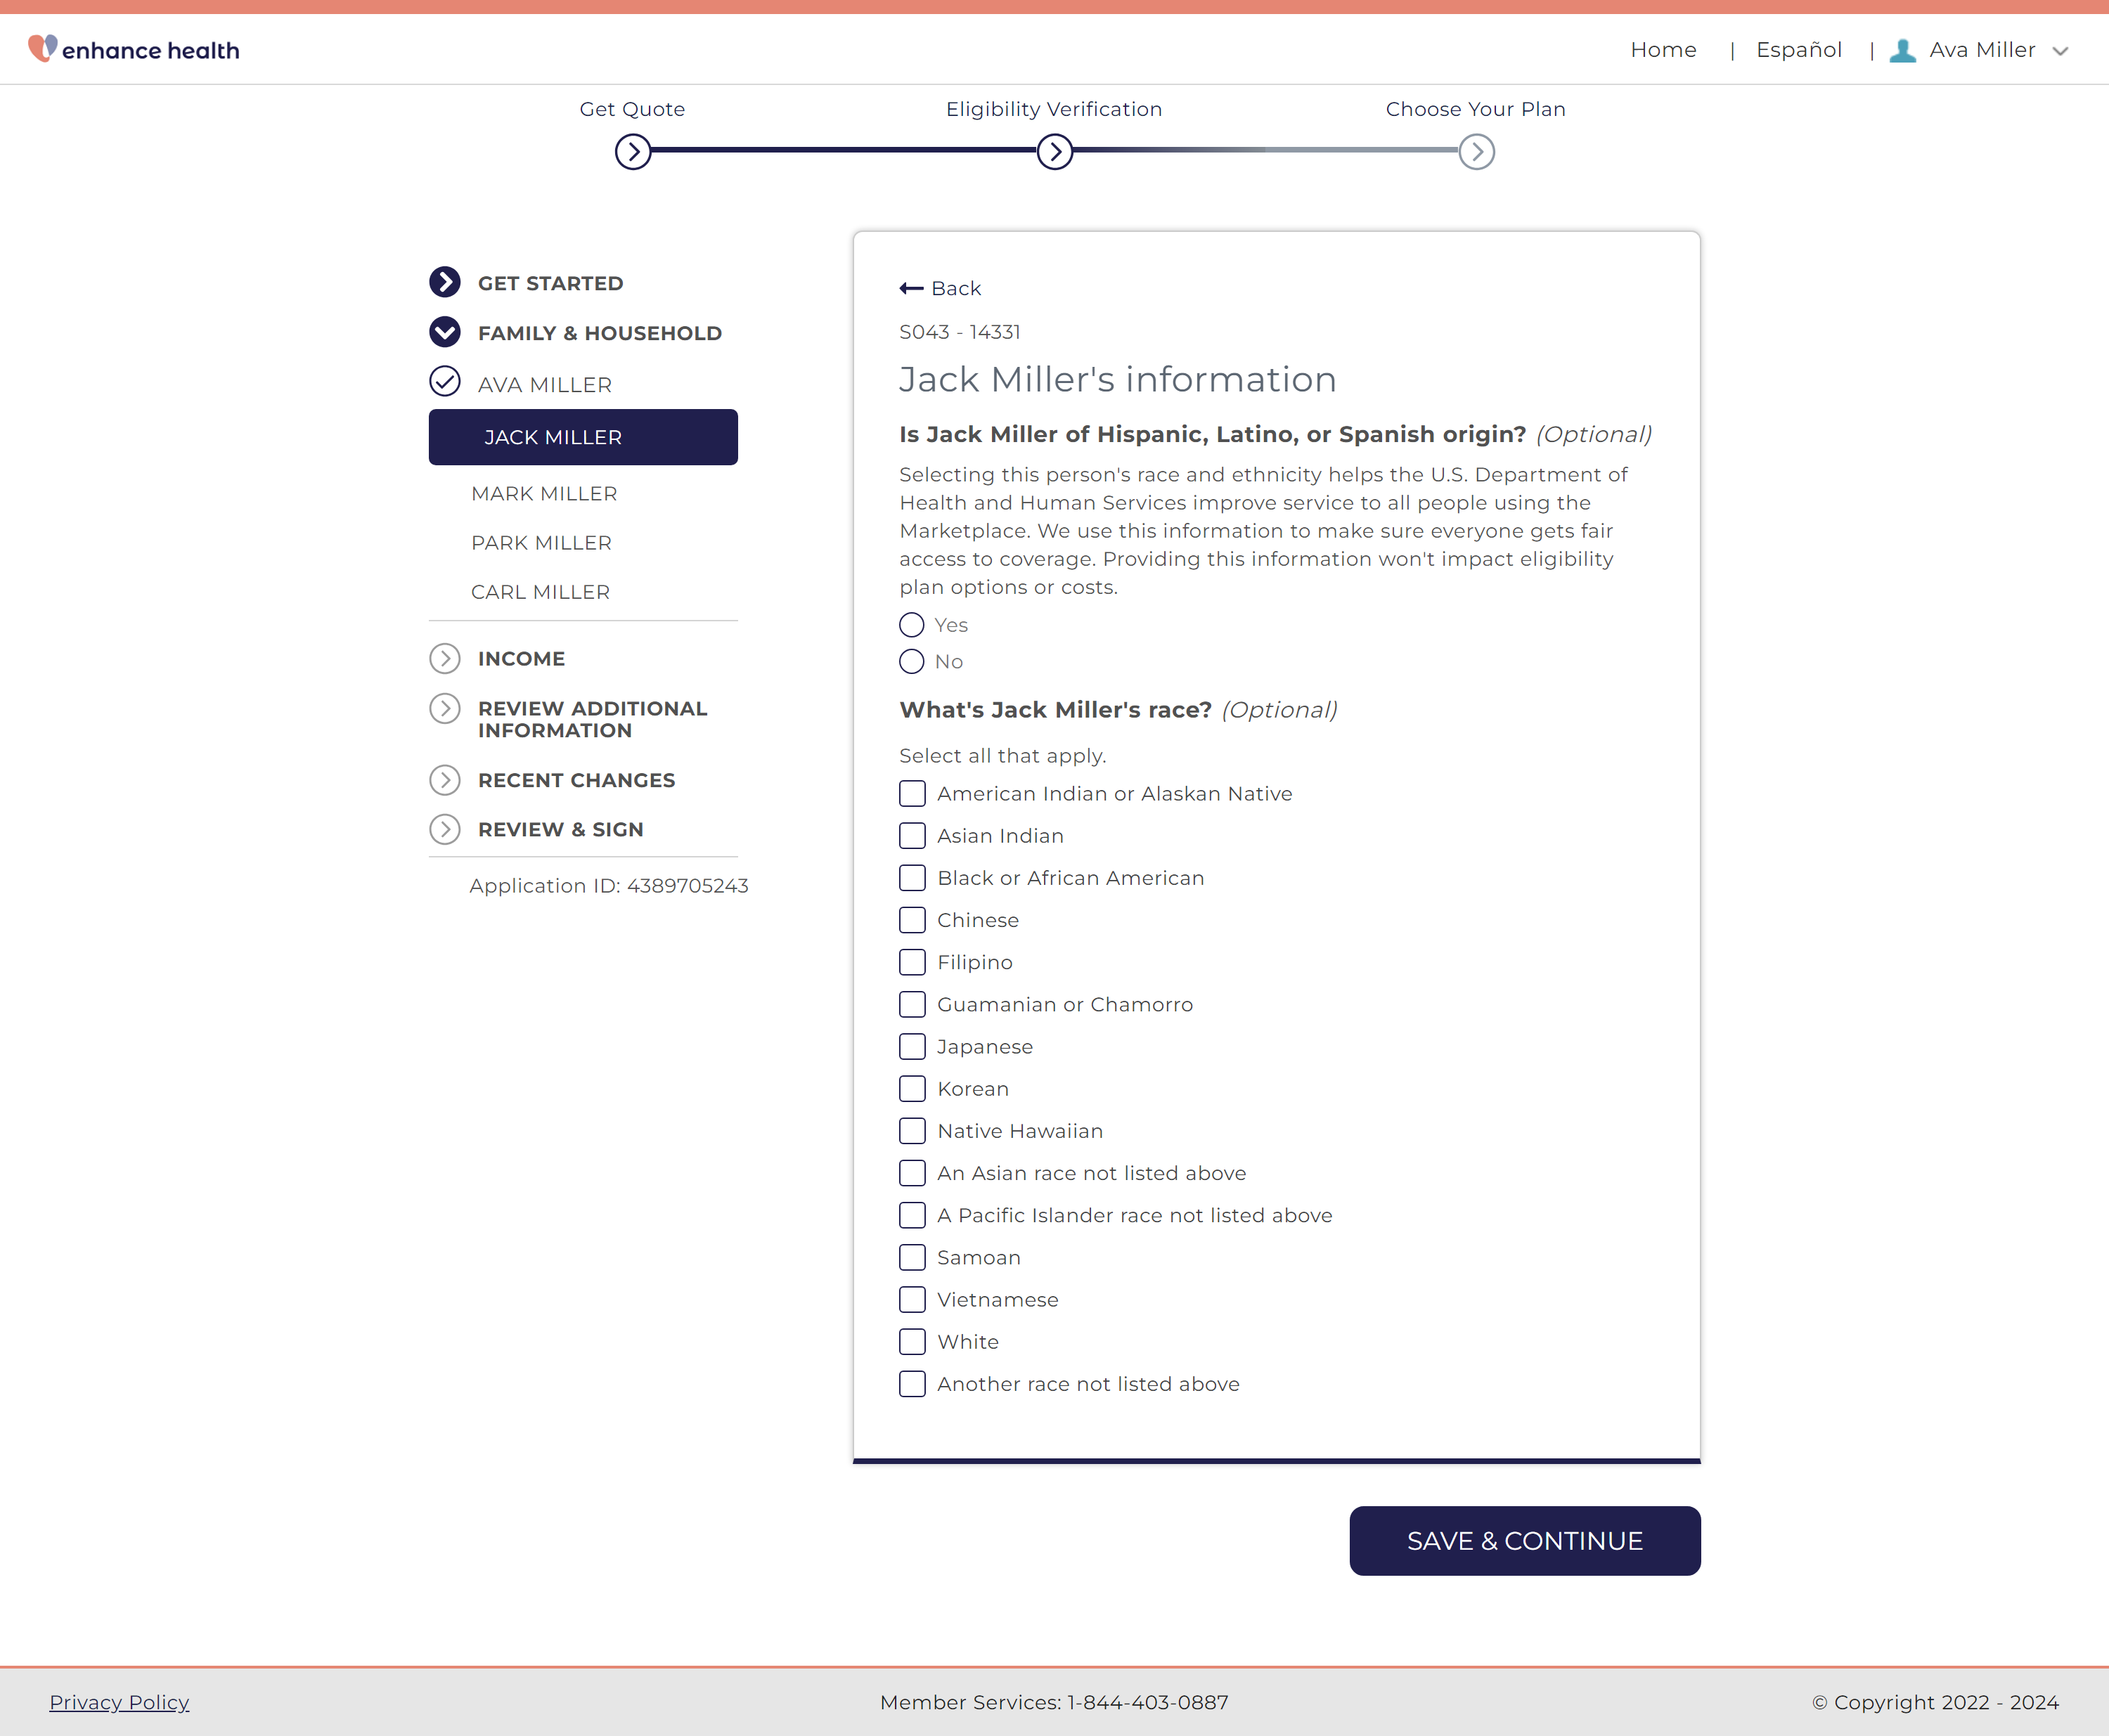 enhance health
Home | Español | Ava Miller
Get Quote
Eligibility Verification
Choose Your Plan
GET STARTED
FAMILY & HOUSEHOLD
AVA MILLER
JACK MILLER
MARK MILLER
PARK MILLER
CARL MILLER
INCOME
REVIEW ADDITIONAL
INFORMATION
RECENT CHANGES
REVIEW & SIGN
Application ID: 4389705243
Back
S043 - 14331
Jack Miller's information
Is Jack Miller of Hispanic, Latino, or Spanish origin? (Optional)
Selecting this person's race and ethnicity helps the U.S. Department of
Health and Human Services improve service to all people using the
Marketplace. We use this information to make sure everyone gets fair
access to coverage. Providing this information won't impact eligibility
plan options or costs.
Yes
No
What's Jack Miller's race? (Optional)
Select all that apply.
American Indian or Alaskan Native
Asian Indian
Black or African American
Chinese
Filipino
Guamanian or Chamorro
Japanese
Korean
Native Hawaiian
An Asian race not listed above
A Pacific Islander race not listed above
Samoan
Vietnamese
White
Another race not listed above
SAVE & CONTINUE
Privacy Policy
Member Services: 1-844-403-0887
© Copyright 2022 - 2024